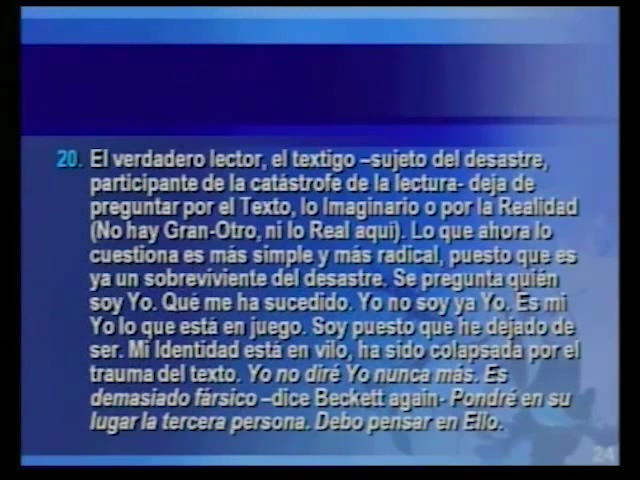 20. El verdadero lector, el textigo –sujeto del desastre,
participante de la catástrofe de la lectura- deja de
preguntar por el Texto, lo Imaginario o por la Realidad
(No hay Gran-Otro, ni lo Real aquí). Lo que ahora lo
cuestiona es más simple y más radical, puesto que es
ya un sobreviviente del desastre. Se pregunta quién
soy Yo. Qué me ha sucedido. Yo no soy ya Yo. Es mi
Yo lo que está en juego. Soy puesto que he dejado de
ser. Mi Identidad está en vilo, ha sido colapsada por el
trauma del texto. Yo no diré Yo nunca más. Es
demasiado fársico –dice Beckett again- Pondré en su
lugar la tercera persona. Debo pensar en Ello.
24